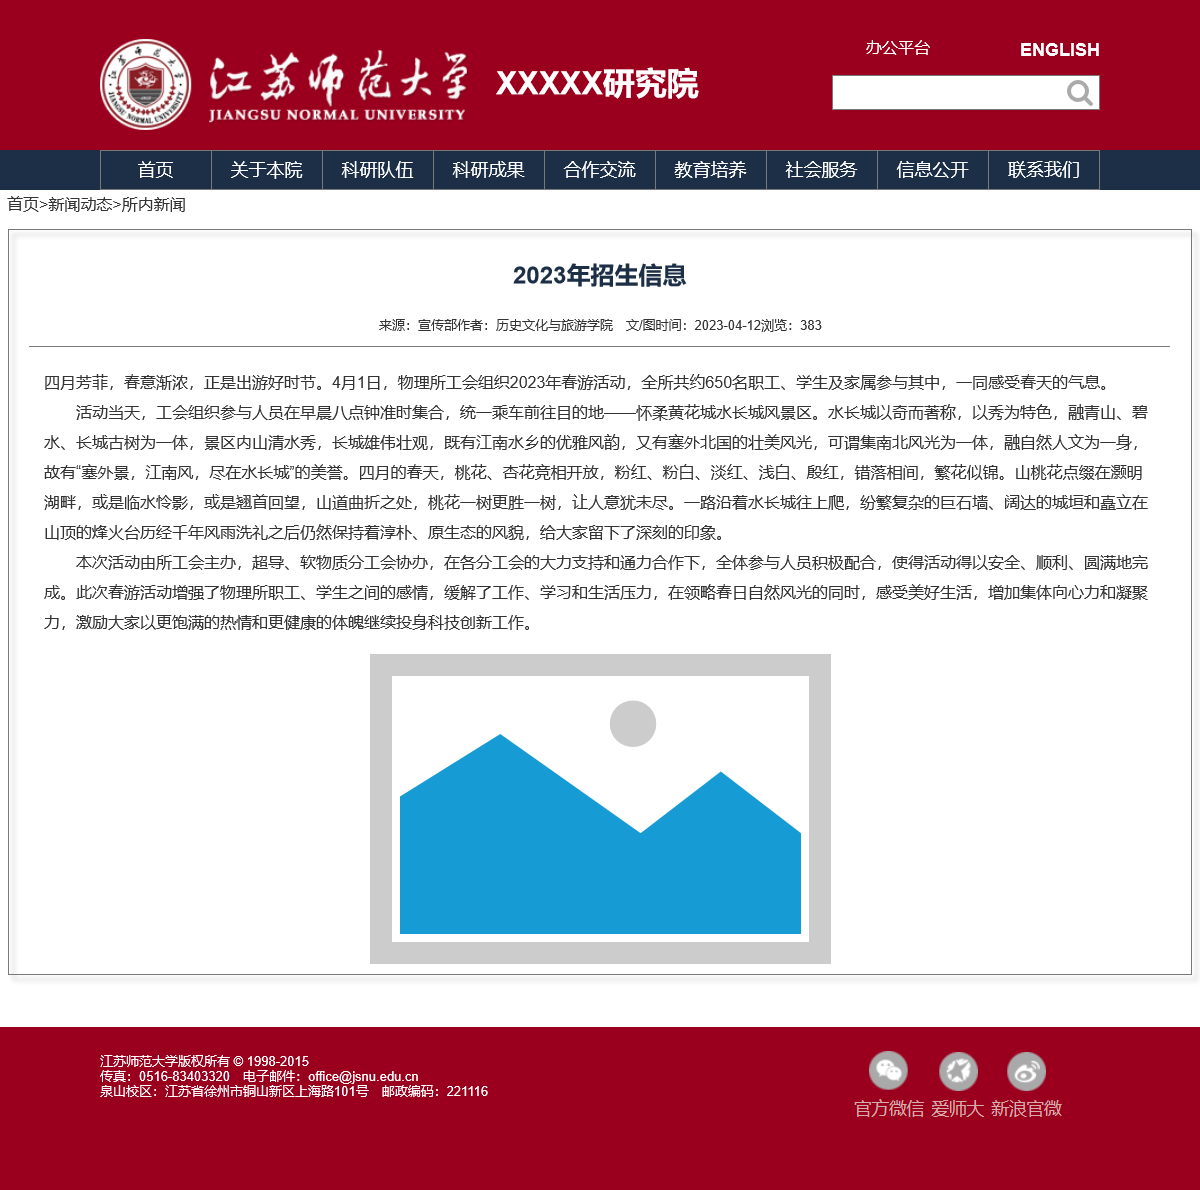 江苏师范大学
JIANGSU NORMAL UNIVERSITY
XXXXX研究院
办公平台
ENGLISH
首页 关于本院 科研队伍 科研成果 合作交流 教育培养 社会服务 信息公开 联系我们
首页>新闻动态>所内新闻
2023年招生信息
来源：宣传部作者：历史文化与旅游学院　文/图时间：2023-04-12浏览：383
四月芳菲，春意渐浓，正是出游好时节。4月1日，物理所工会组织2023年春游活动，全所共约650名职工、学生及家属参与其中，一同感受春天的气息。
活动当天，工会组织参与人员在早晨八点钟准时集合，统一乘车前往目的地——怀柔黄花城水长城风景区。水长城以奇而著称，以秀为特色，融青山、碧
水、长城古树为一体，景区内山清水秀，长城雄伟壮观，既有江南水乡的优雅风韵，又有塞外北国的壮美风光，可谓集南北风光为一体，融自然人文为一身，
故有“塞外景，江南风，尽在水长城”的美誉。四月的春天，桃花、杏花竞相开放，粉红、粉白、淡红、浅白、殷红，错落相间，繁花似锦。山桃花点缀在灏明
湖畔，或是临水怜影，或是翘首回望，山道曲折之处，桃花一树更胜一树，让人意犹未尽。一路沿着水长城往上爬，纷繁复杂的巨石墙、阔达的城垣和矗立在
山顶的烽火台历经千年风雨洗礼之后仍然保持着淳朴、原生态的风貌，给大家留下了深刻的印象。
本次活动由所工会主办，超导、软物质分工会协办，在各分工会的大力支持和通力合作下，全体参与人员积极配合，使得活动得以安全、顺利、圆满地完
成。此次春游活动增强了物理所职工、学生之间的感情，缓解了工作、学习和生活压力，在领略春日自然风光的同时，感受美好生活，增加集体向心力和凝聚
力，激励大家以更饱满的热情和更健康的体魄继续投身科技创新工作。
江苏师范大学版权所有 © 1998-2015
传真：0516-83403320　电子邮件：office@jsnu.edu.cn
泉山校区：江苏省徐州市铜山新区上海路101号　邮政编码：221116
官方微信 爱师大 新浪官微